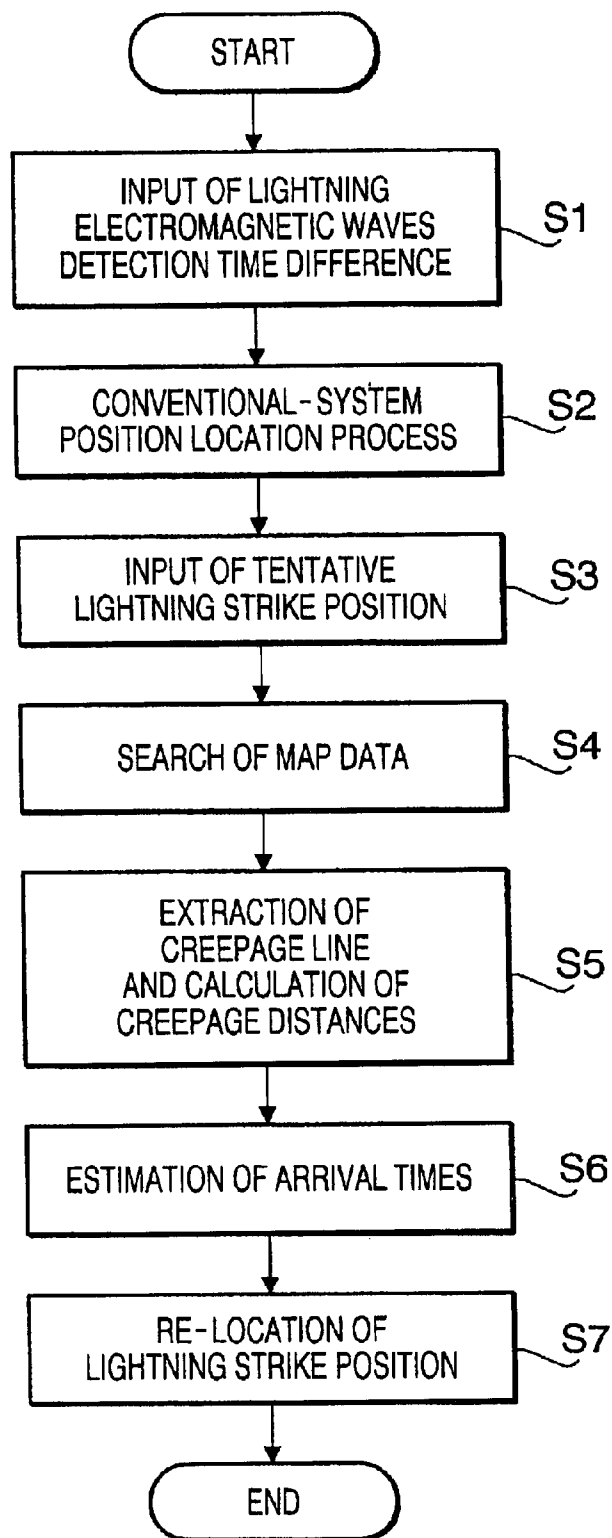 START
INPUT OF LIGHTNING
ELECTROMAGNETIC WAVES
DETECTION TIME DIFFERENCE
S1
CONVENTIONAL-SYSTEM
POSITION LOCATION PROCESS
S2
INPUT OF TENTATIVE
LIGHTNING STRIKE POSITION
S3
SEARCH OF MAP DATA
S4
EXTRACTION OF
CREEPAGE LINE
AND CALCULATION OF
CREEPAGE DISTANCES
S5
ESTIMATION OF ARRIVAL TIMES
S6
RE-LOCATION OF
LIGHTNING STRIKE POSITION
S7
END